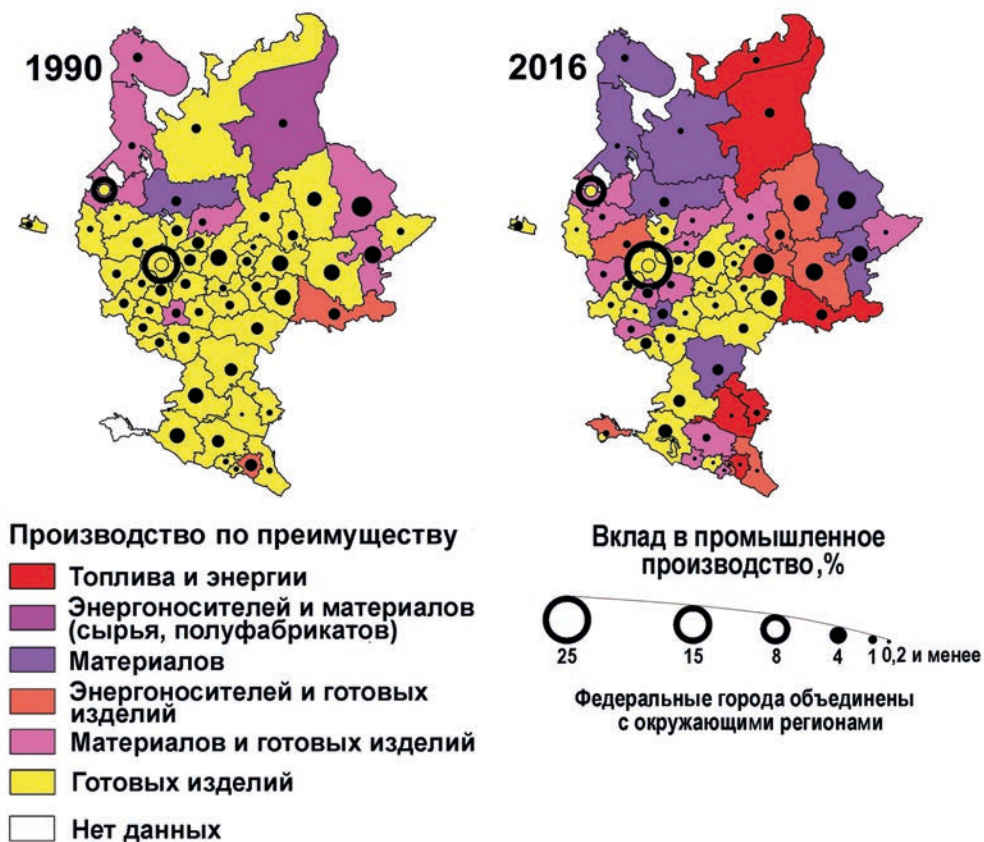 1990
2016
Производство по преимуществу
Топлива и энергии
Энергоносителей и материалов
(сырья, полуфабрикатов)
Материалов
Энергоносителей и готовых
изделий
Материалов и готовых изделий
Готовых изделий
Нет данных
Вклад в промышленное
производство,%
25 15 8 4 1 0,2 и менее
Федеральные города объединены
с окружающими регионами